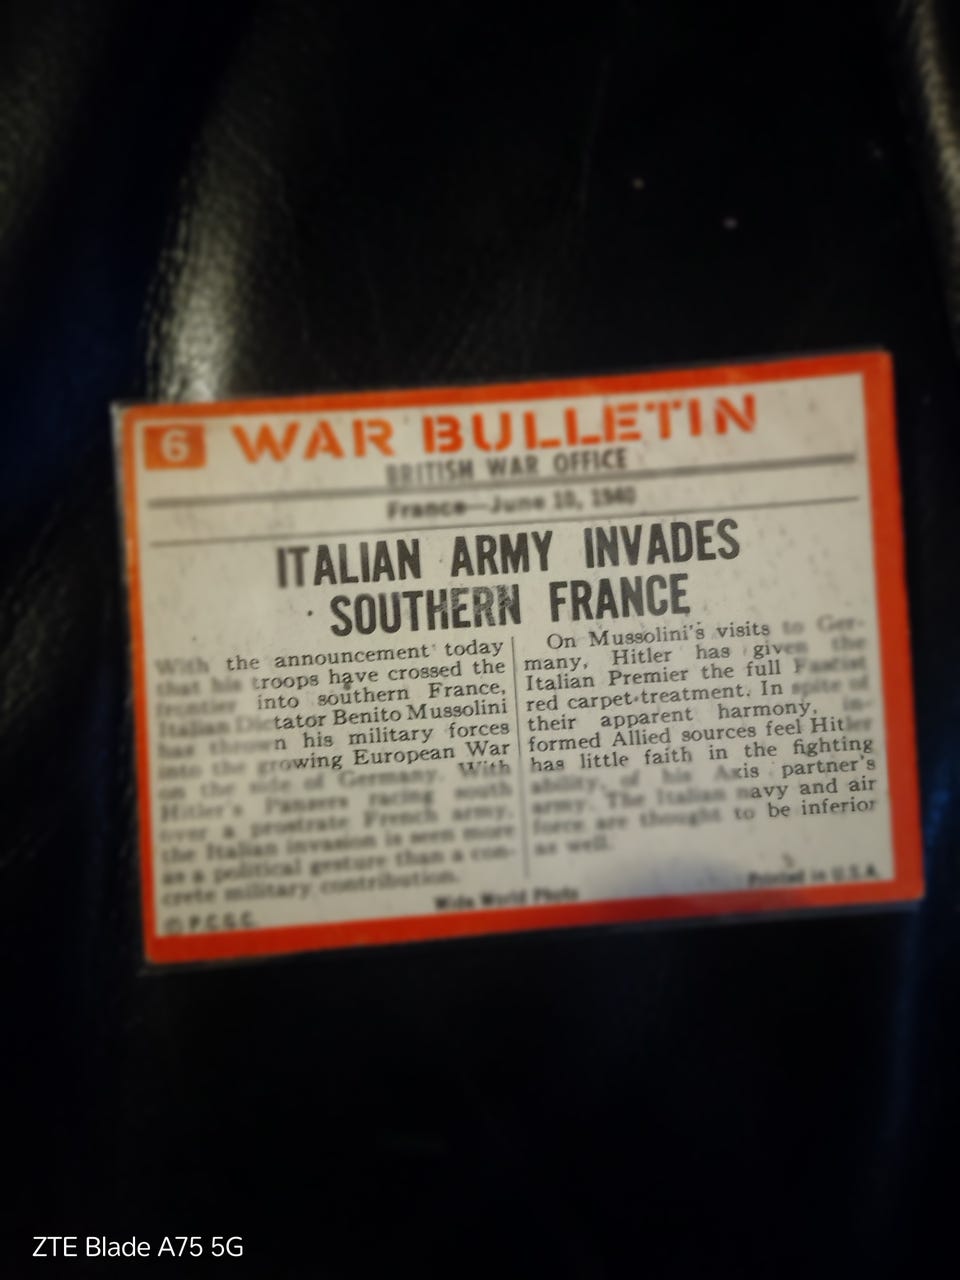 6 WAR BULLETIN
BRITISH WAR OFFICE
France—June 10, 1940
ITALIAN ARMY INVADES
SOUTHERN FRANCE
With the announcement today
that his troops have crossed the
frontier into southern France,
Italian Dictator Benito Mussolini
has thrown his military forces
into the growing European War
on the side of Germany. With
Hitler's Panzers racing south
over a prostrate French army,
the Italian invasion is seen more
as a political gesture than a con-
crete military contribution.
On Mussolini's visits to Ger-
many, Hitler has given the
Italian Premier the full Fascist
red carpet treatment. In spite of
their apparent harmony, in-
formed Allied sources feel Hitler
has little faith in the fighting
ability of his Axis partner's
army. The Italian navy and air
force are thought to be inferior
as well.
© P.C.G.C.
Wide World Photo
Printed in U.S.A.
ZTE Blade A75 5G